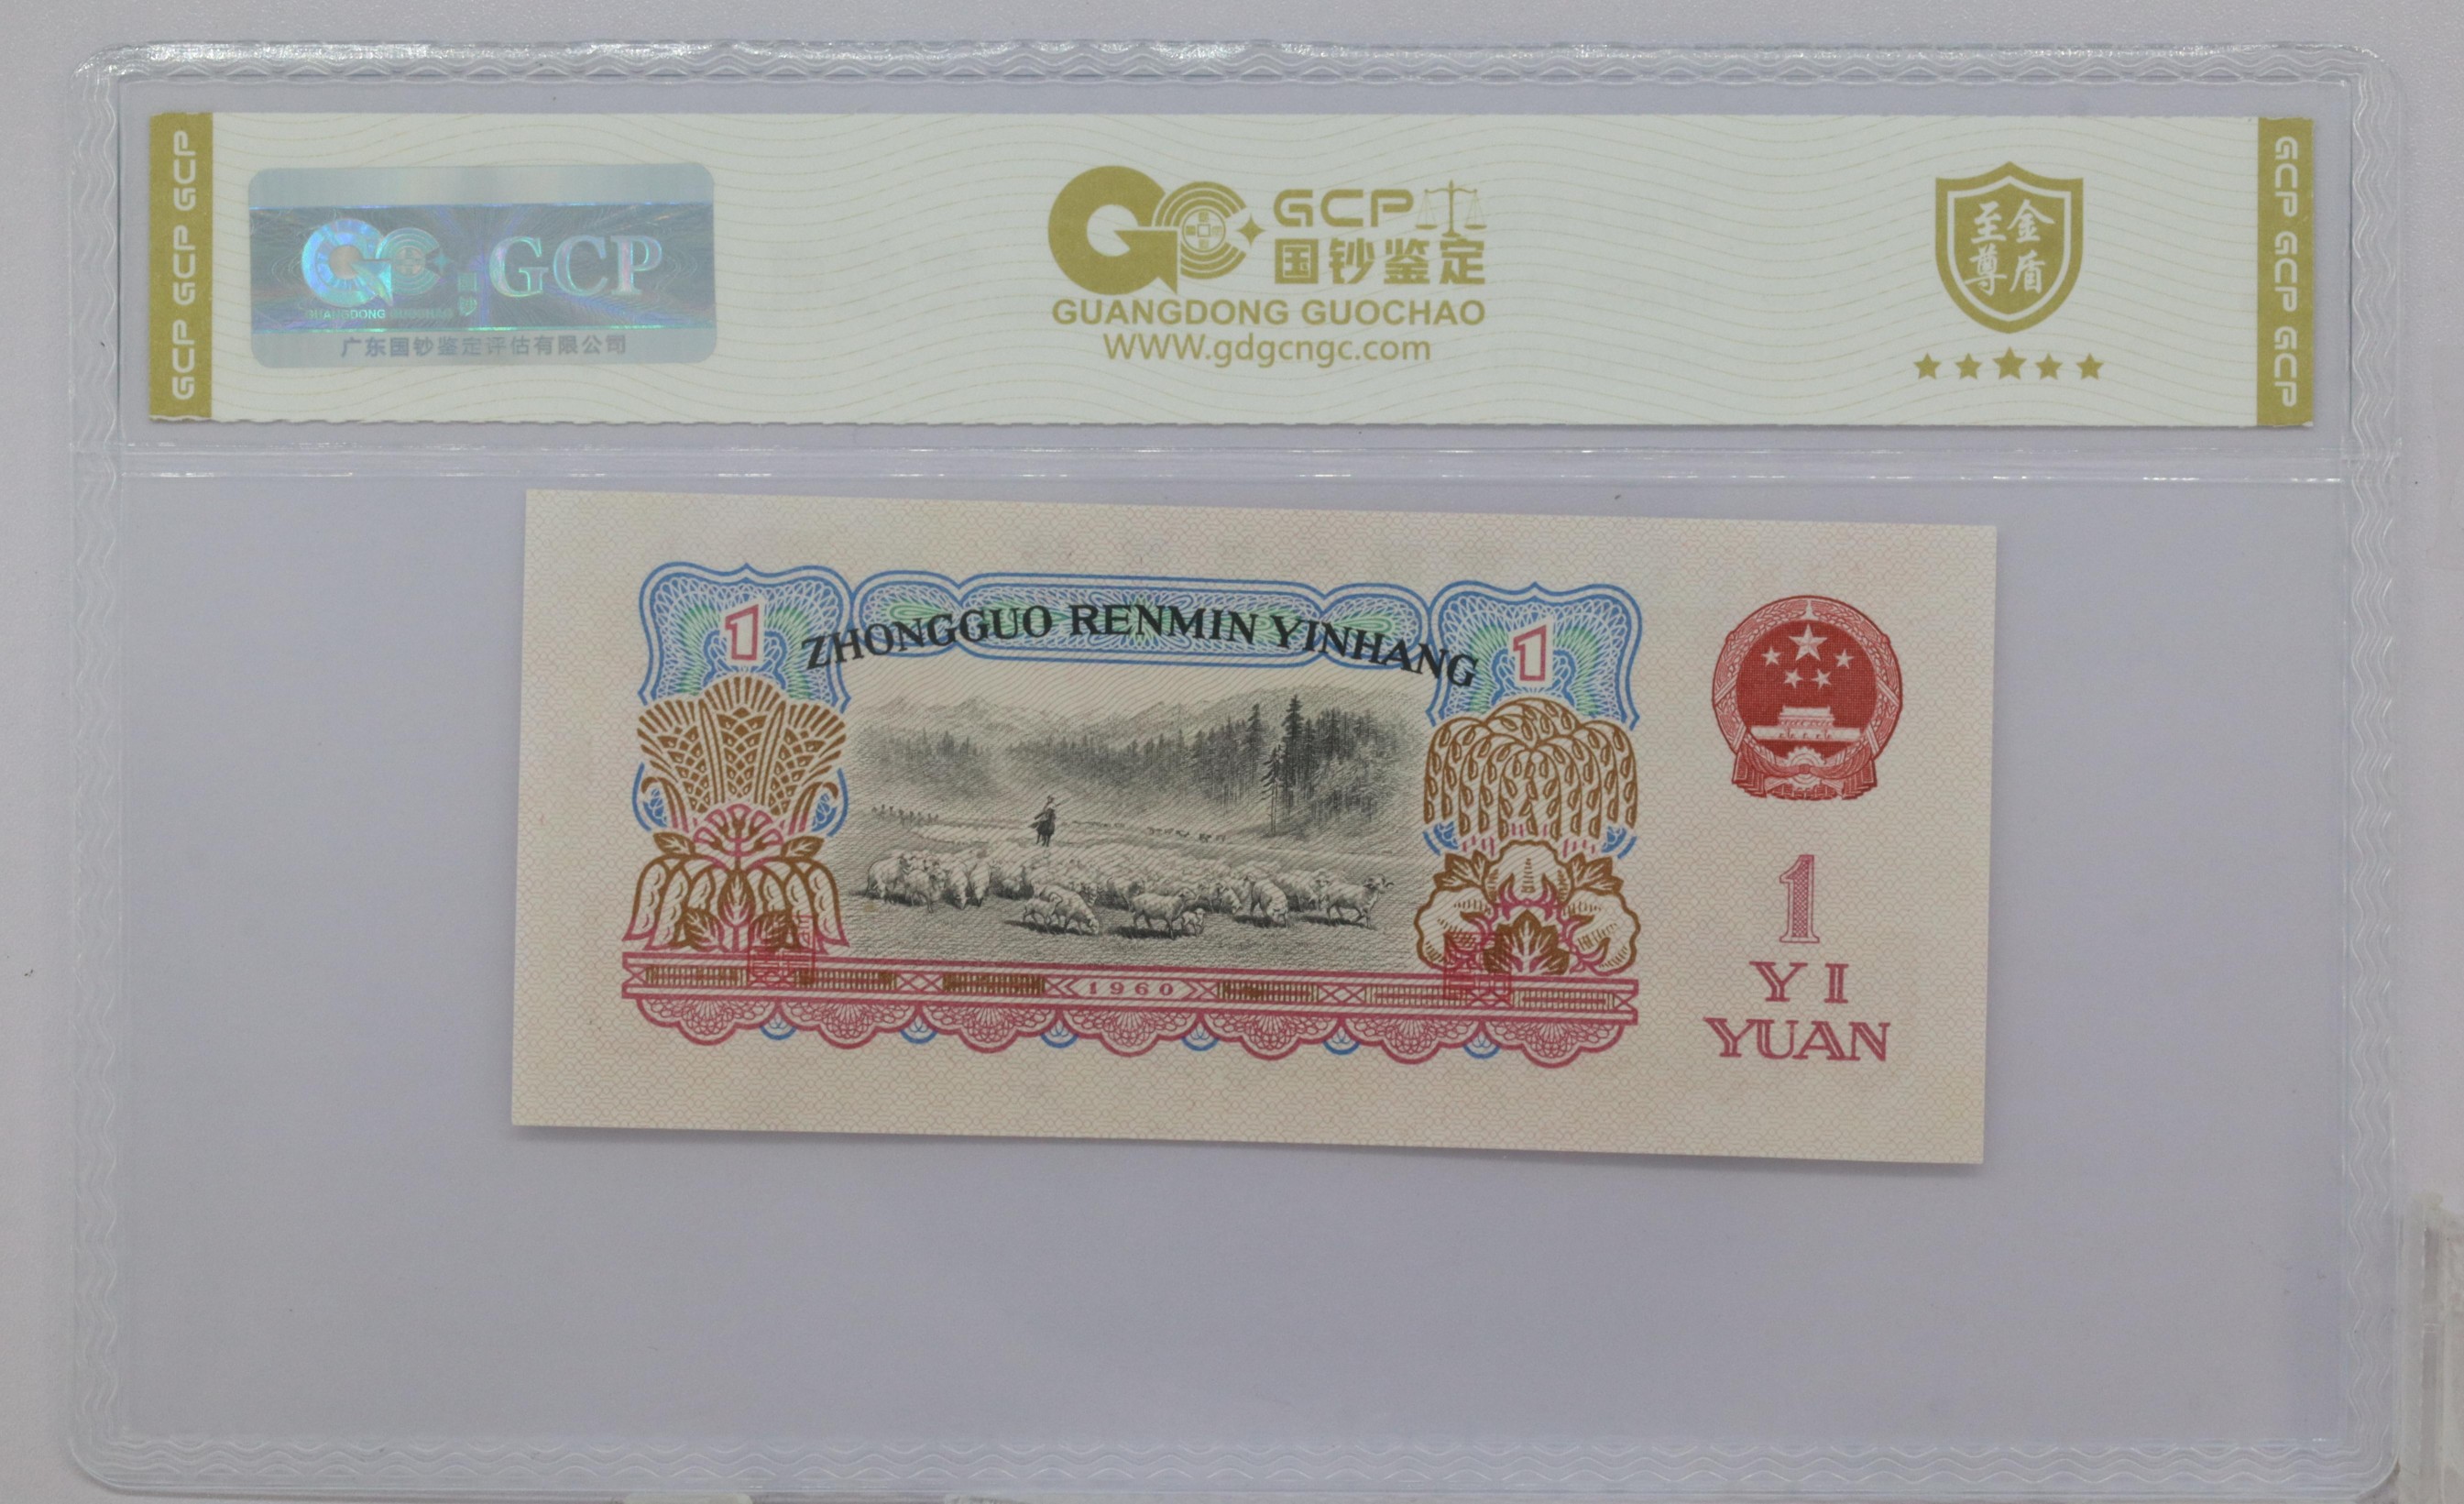 GCP GCP GCP
GCP
国钞
GUANGDONG GUOCHAO
广东国钞鉴定评估有限公司
GCP
国钞鉴定
GUANGDONG GUOCHAO
WWW.gdgcngc.com
至金
尊盾
GCP GCP GCP
1
ZHONGGUO RENMIN YINHANG
1
1960
1
YI
YUAN